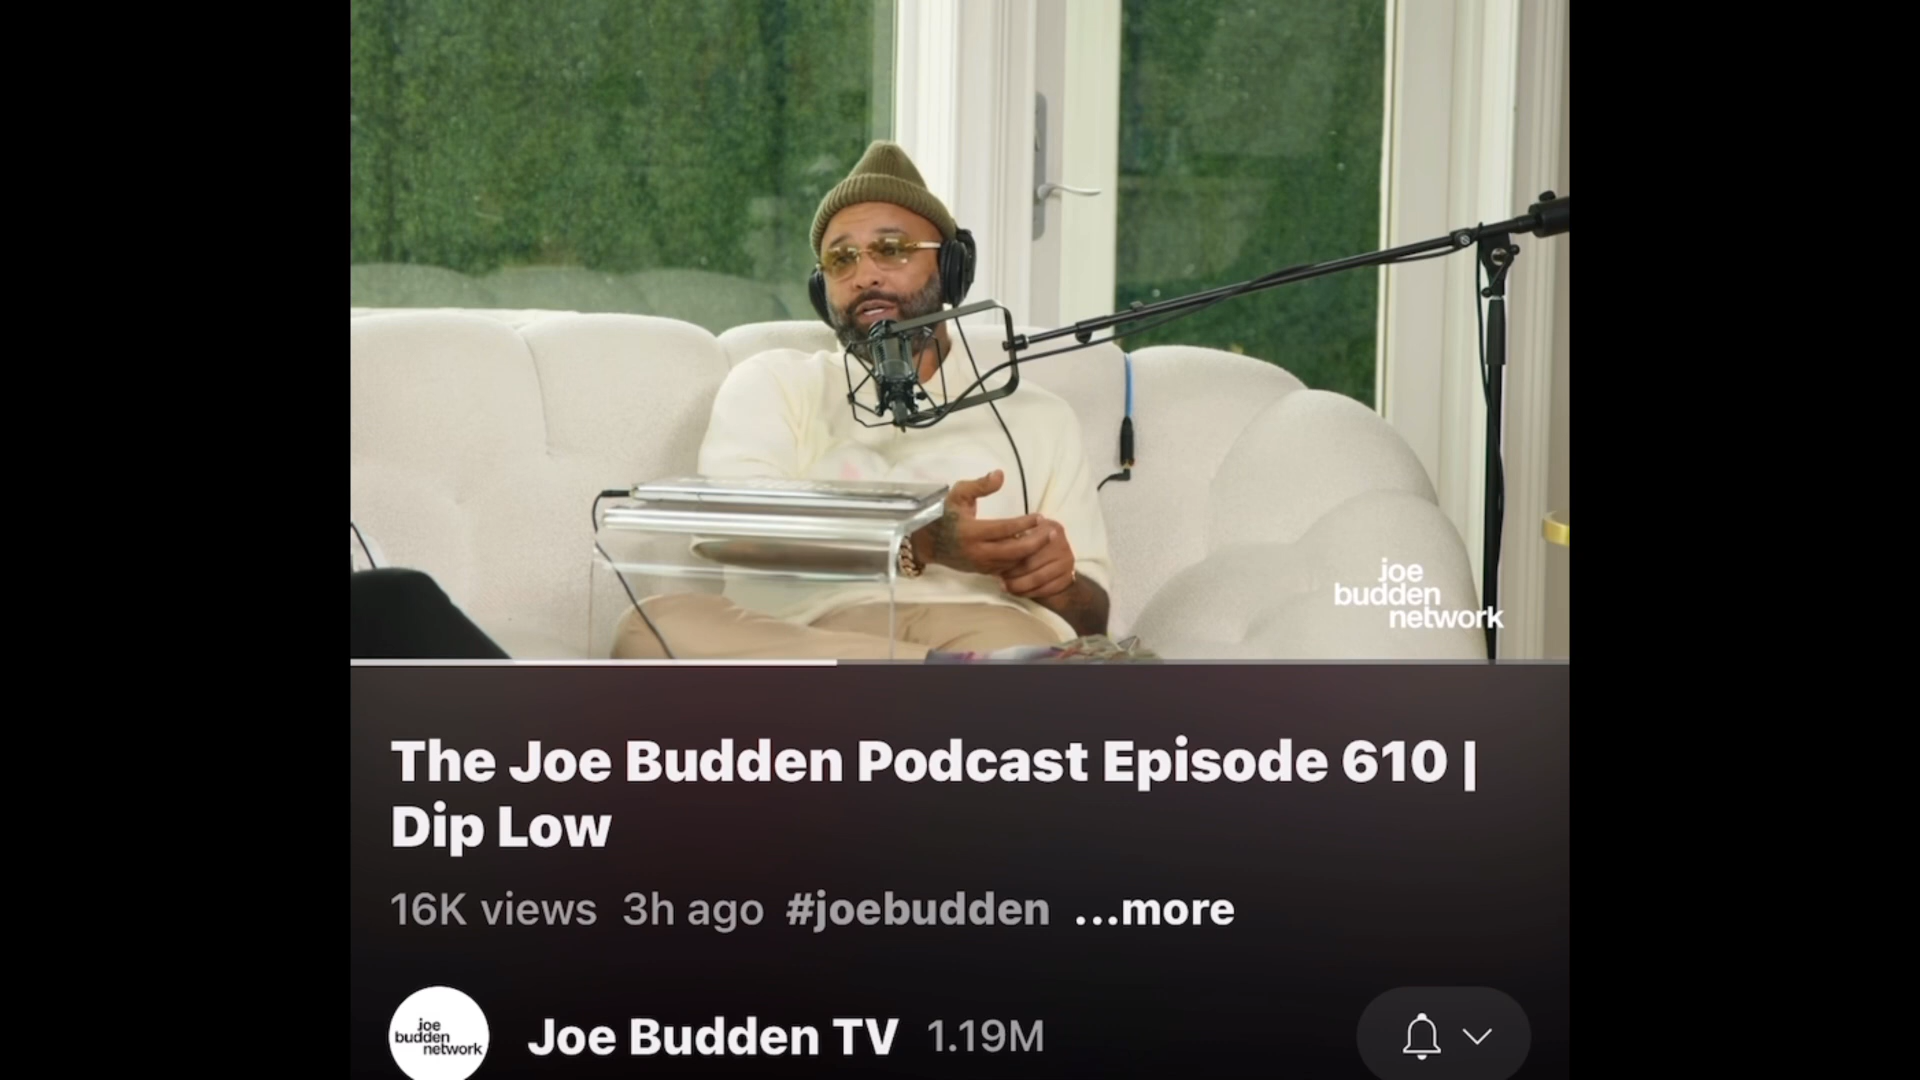 joe
budden
network
The Joe Budden Podcast Episode 610 |
Dip Low
16K views 3h ago #joebudden ...more
joe
budden
network
Joe Budden TV 1.19M